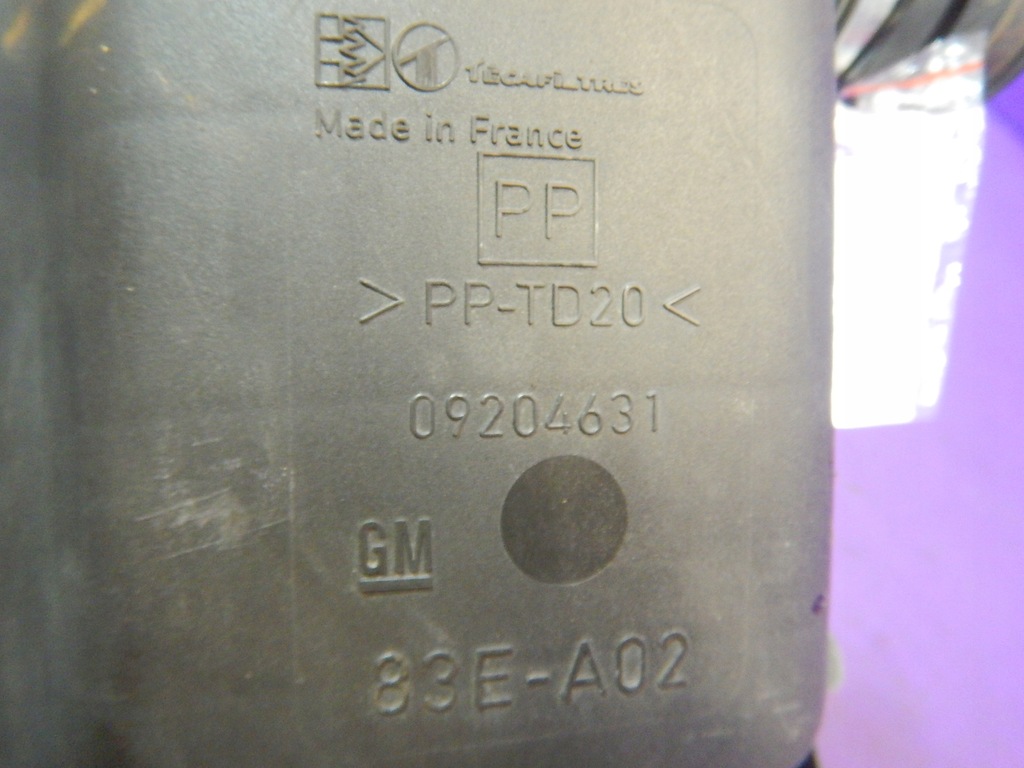 TECAFILTRES
Made in France
PP
> PP-TD20 <
09204631
GM
83E-A02